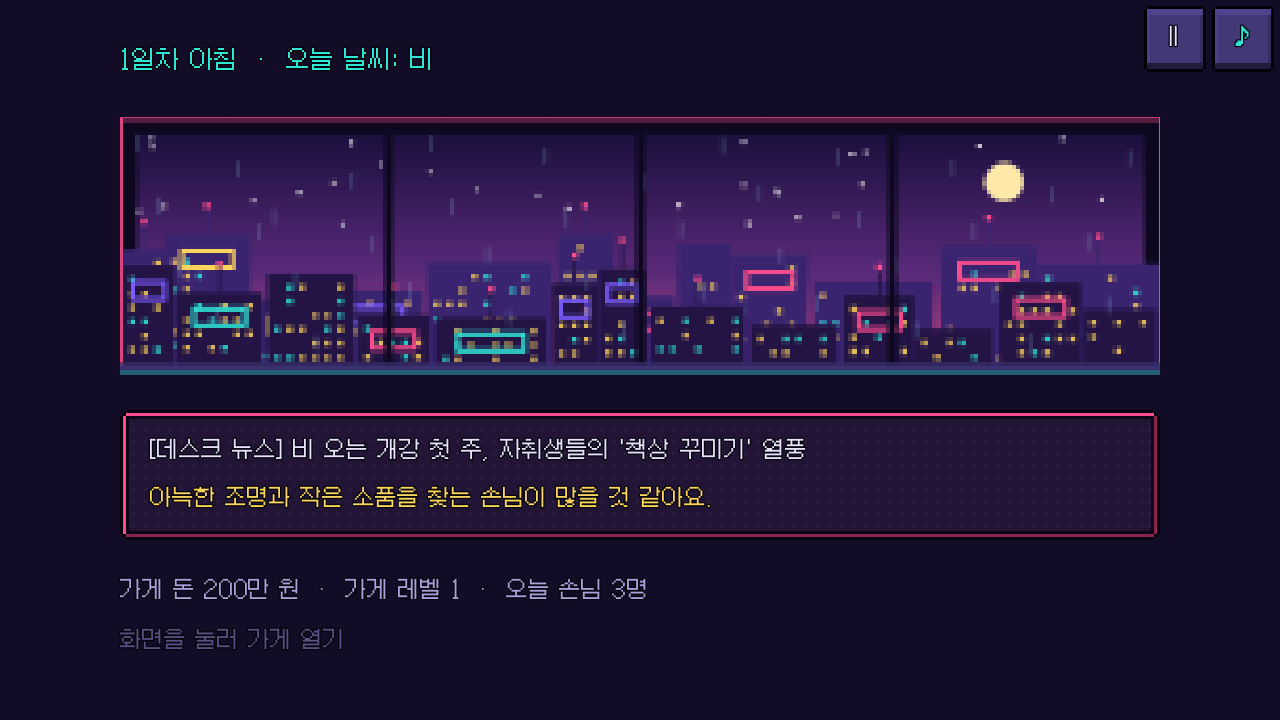 1일차 아침 · 오늘 날씨: 비
[데스크 뉴스] 비 오는 개강 첫 주, 자취생들의 '책상 꾸미기' 열풍
아늑한 조명과 작은 소품을 찾는 손님이 많을 것 같아요.
가게 돈 200만 원 · 가게 레벨 1 · 오늘 손님 3명
화면을 눌러 가게 열기